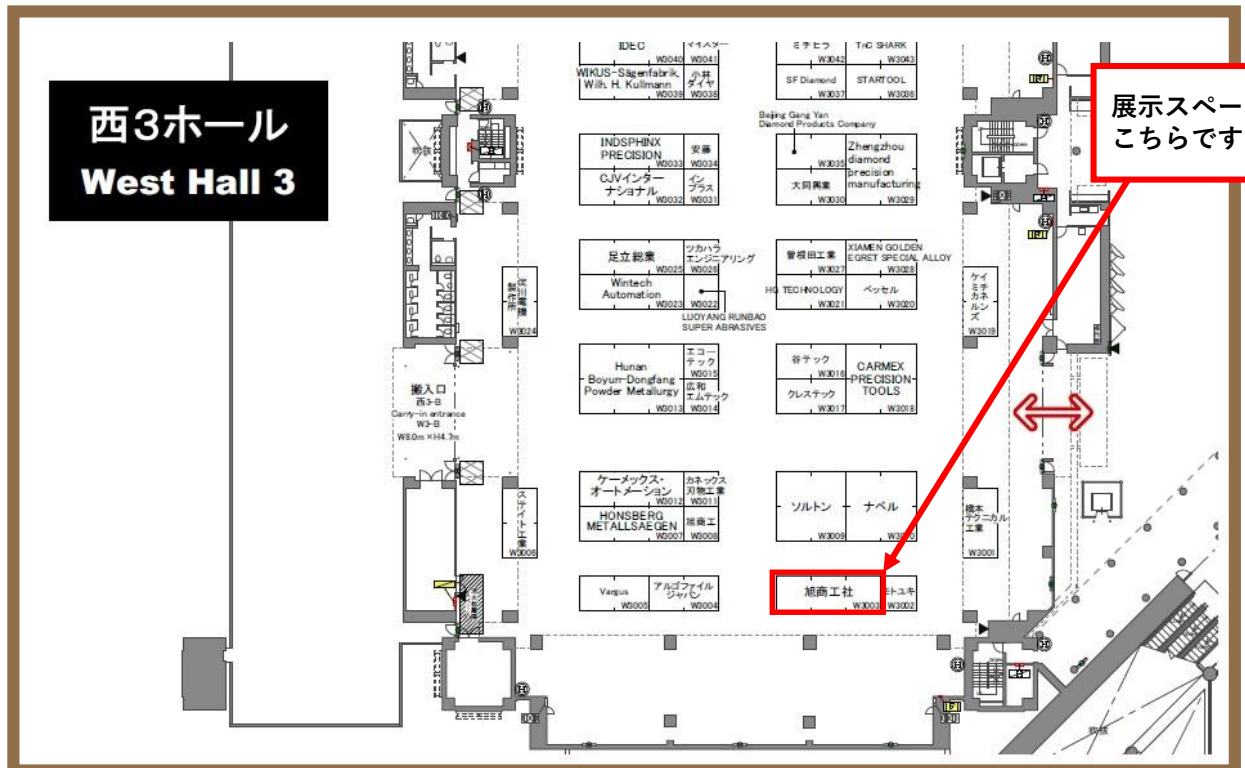 西3ホール
West Hall 3
展示スペー
こちらです
IDEC
W3040
マイスター
W3041
ミチヒラ
W3042
TnC SHARK
W3043
WIKUS-Sägenfabrik,
Wilh. H. Kullmann
W3039
小林
ダイヤ
W3038
SF Diamond
W3037
STARTOOL
W3036
Beijing Gang Yan
Diamond Products Company
INDSPHINX
PRECISION
W3033
安藤
W3034
W3035
Zhengzhou
diamond
precision
manufacturing
W3029
CJVインター
ナショナル
W3032
イン
プラス
W3031
大同興業
W3030
足立総業
W3025
ツカハラ
エンジニアリング
W3026
曽根田工業
W3027
XIAMEN GOLDEN
EGRET SPECIAL ALLOY
W3028
Wintech
Automation
W3023
W3022
LUOYANG RUNBAO
SUPER ABRASIVES
HG TECHNOLOGY
W3021
ベッセル
W3020
W3024
ケイ
ミチ
カネ
ルン
ズ
W3019
Hunan
Boyun-Dongfang
Powder Metallurgy
W3013
エコー
テック
W3015
広和
エムテック
W3014
谷テック
W3016
CARMEX
PRECISION
TOOLS
W3018
クレステック
W3017
搬入口
西3-B
Carry-in entrance
W3-B
W8.0m×H4.7m
ケーメックス・
オートメーション
W3012
カネックス
刃物工業
W3011
HONSBERG
METALLSAEGEN
W3007
旭商工
W3008
ソルトン
W3009
ナベル
橋本
テクニカル
工業
W3001
W3006
Vargus
W3005
アルゴファイル
ジャパン
W3004
旭商工社
W3003
モトユキ
W3002
吹抜